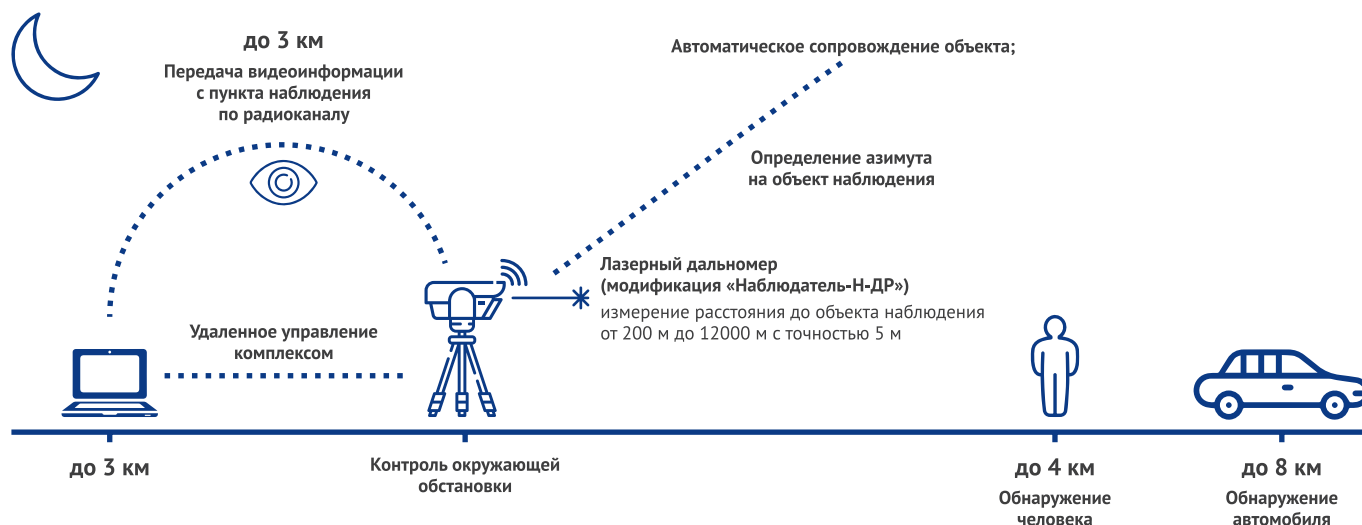 до 3 км
Передача видеоинформации
с пункта наблюдения
по радиоканалу
Автоматическое сопровождение объекта;
Определение азимута
на объект наблюдения
Лазерный дальномер
(модификация «Наблюдатель-Н-ДР»)
измерение расстояния до объекта наблюдения
от 200 м до 12000 м с точностью 5 м
Удаленное управление
комплексом
до 3 км
Контроль окружающей
обстановки
до 4 км
Обнаружение
человека
до 8 км
Обнаружение
автомобиля